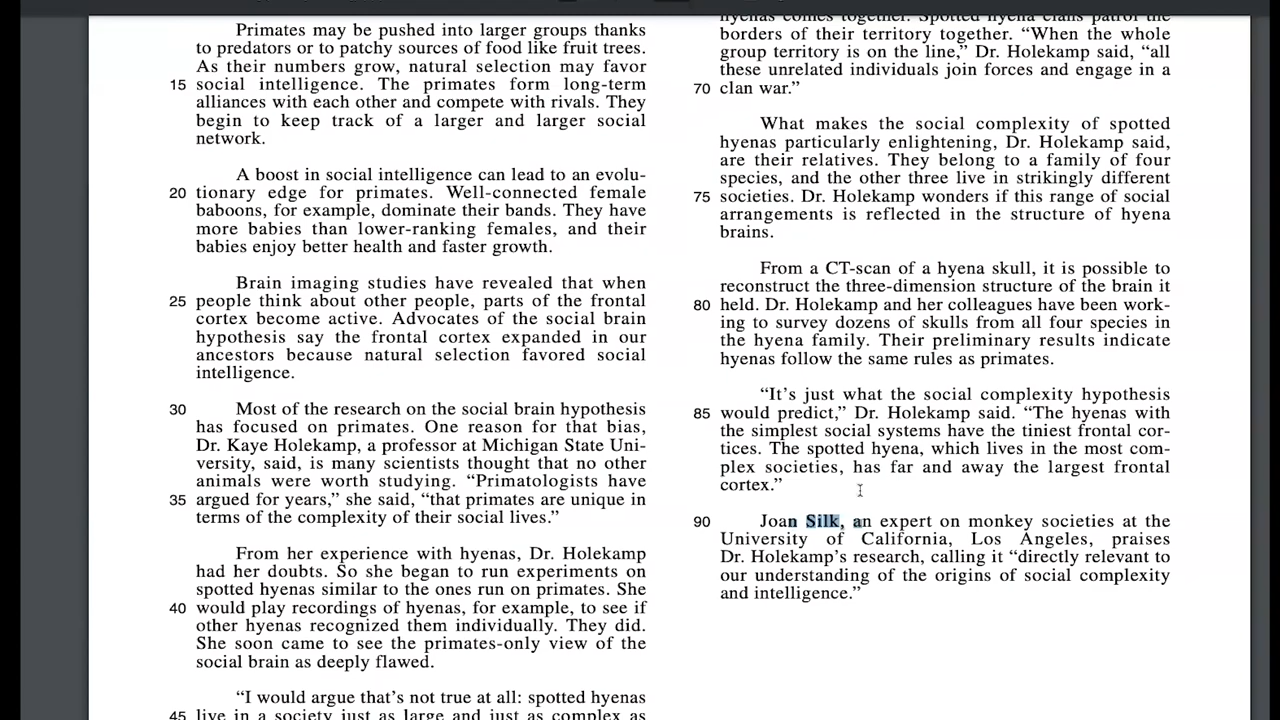 Primates may be pushed into larger groups thanks
to predators or to patchy sources of food like fruit trees.
As their numbers grow, natural selection may favor
15 social intelligence. The primates form long-term
alliances with each other and compete with rivals. They
begin to keep track of a larger and larger social
network.
A boost in social intelligence can lead to an evolu-
20 tionary edge for primates. Well-connected female
baboons, for example, dominate their bands. They have
more babies than lower-ranking females, and their
babies enjoy better health and faster growth.
Brain imaging studies have revealed that when
25 people think about other people, parts of the frontal
cortex become active. Advocates of the social brain
hypothesis say the frontal cortex expanded in our
ancestors because natural selection favored social
intelligence.
30 Most of the research on the social brain hypothesis
has focused on primates. One reason for that bias,
Dr. Kaye Holekamp, a professor at Michigan State Uni-
versity, said, is many scientists thought that no other
animals were worth studying. “Primatologists have
35 argued for years,” she said, “that primates are unique in
terms of the complexity of their social lives.”
From her experience with hyenas, Dr. Holekamp
had her doubts. So she began to run experiments on
spotted hyenas similar to the ones run on primates. She
40 would play recordings of hyenas, for example, to see if
other hyenas recognized them individually. They did.
She soon came to see the primates-only view of the
social brain as deeply flawed.
“I would argue that’s not true at all: spotted hyenas
45 live in a society just as large and just as complex as
hyenas comes together. Spotted hyena clans patrol the
borders of their territory together. “When the whole
group territory is on the line,” Dr. Holekamp said, “all
these unrelated individuals join forces and engage in a
70 clan war.”
What makes the social complexity of spotted
hyenas particularly enlightening, Dr. Holekamp said,
are their relatives. They belong to a family of four
species, and the other three live in strikingly different
75 societies. Dr. Holekamp wonders if this range of social
arrangements is reflected in the structure of hyena
brains.
From a CT-scan of a hyena skull, it is possible to
reconstruct the three-dimension structure of the brain it
80 held. Dr. Holekamp and her colleagues have been work-
ing to survey dozens of skulls from all four species in
the hyena family. Their preliminary results indicate
hyenas follow the same rules as primates.
“It’s just what the social complexity hypothesis
85 would predict,” Dr. Holekamp said. “The hyenas with
the simplest social systems have the tiniest frontal cor-
tices. The spotted hyena, which lives in the most com-
plex societies, has far and away the largest frontal
cortex.”
90 Joan Silk, an expert on monkey societies at the
University of California, Los Angeles, praises
Dr. Holekamp’s research, calling it “directly relevant to
our understanding of the origins of social complexity
and intelligence.”